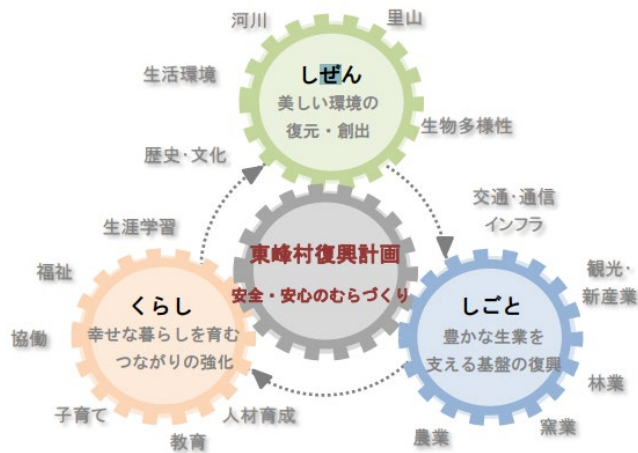 河川
里山
しぜん
生活環境
美しい環境の
復元・創出
生物多様性
歴史・文化
交通・通信
インフラ
生涯学習
東峰村復興計画
安全・安心のむらづくり
福祉
くらし
しごと
観光・
新産業
協働
幸せな暮らしを育む
つながりの強化
豊かな生業を
支える基盤の復興
林業
子育て
人材育成
教育
農業
窯業